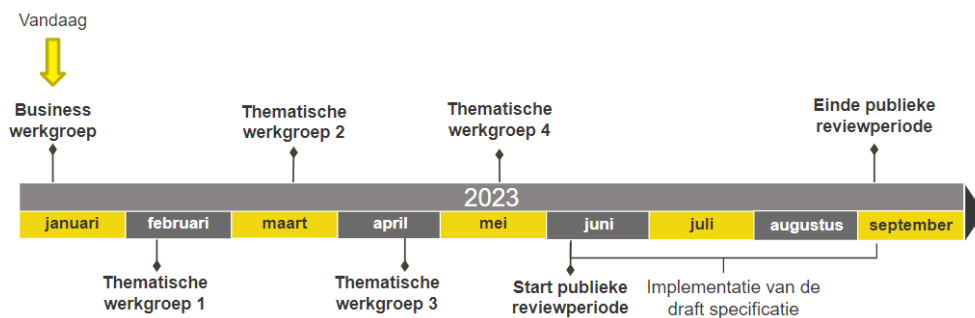 Vandaag
Business
werkgroep
Thematische
werkgroep 2
Thematische
werkgroep 4
Einde publieke
reviewperiode
2023
januari
februari
maart
april
mei
juni
juli
augustus
september
Thematische
werkgroep 1
Thematische
werkgroep 3
Start publieke
reviewperiode
Implementatie van de
draft specificatie